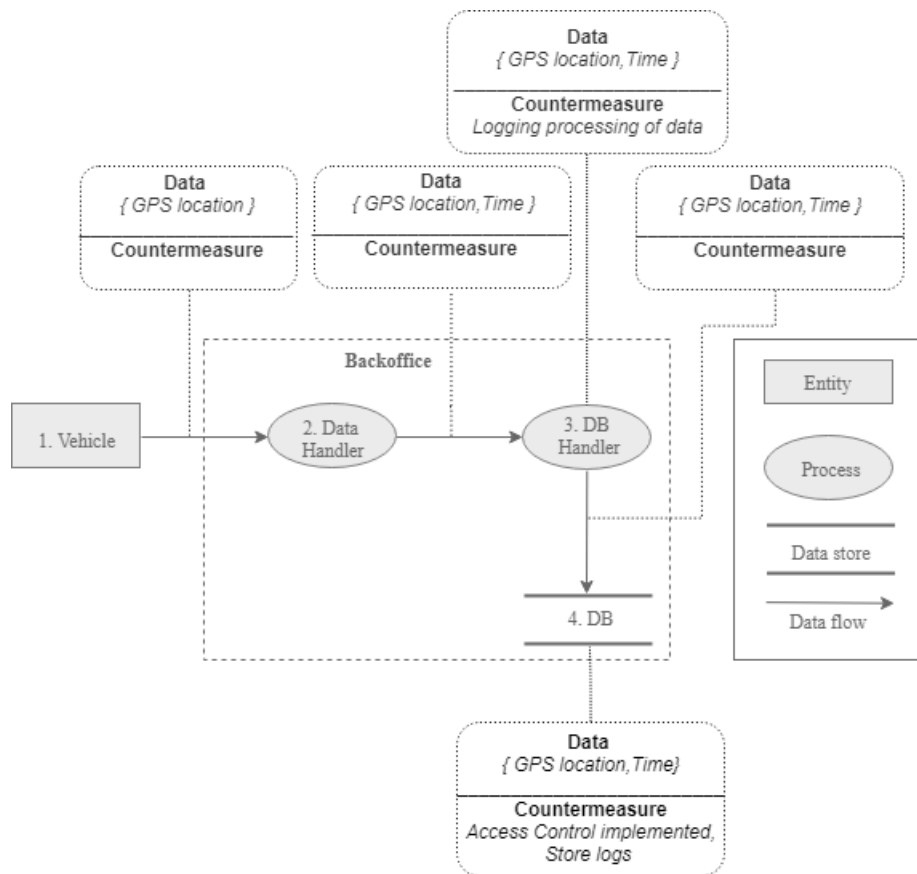 Data
{ GPS location,Time }
Countermeasure
Logging processing of data
Data
{ GPS location }
Countermeasure
Data
{ GPS location,Time }
Countermeasure
Data
{ GPS location,Time }
Countermeasure
Backoffice
1. Vehicle
2. Data
Handler
3. DB
Handler
4. DB
Entity
Process
Data store
Data flow
Data
{ GPS location,Time}
Countermeasure
Access Control implemented,
Store logs